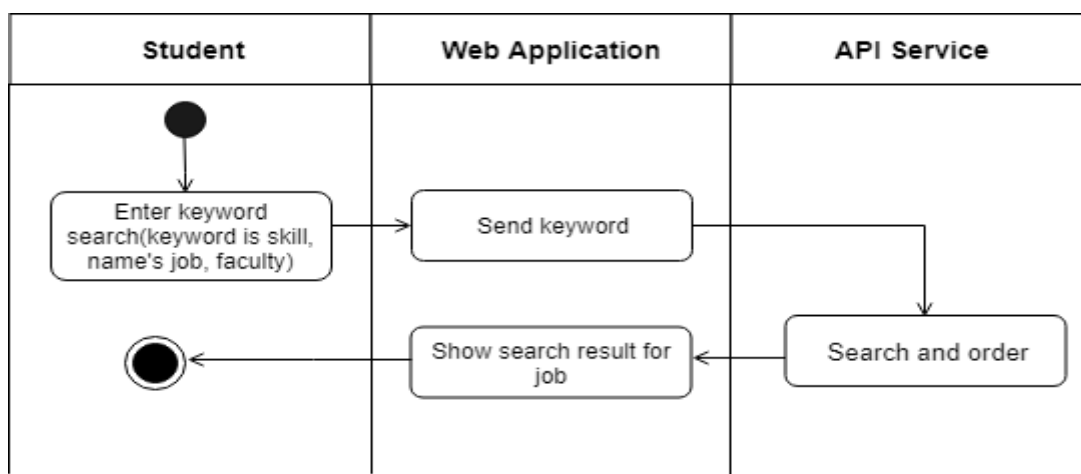 Student
Web Application
API Service
Enter keyword
search(keyword is skill,
name's job, faculty)
Send keyword
Search and order
Show search result for
job